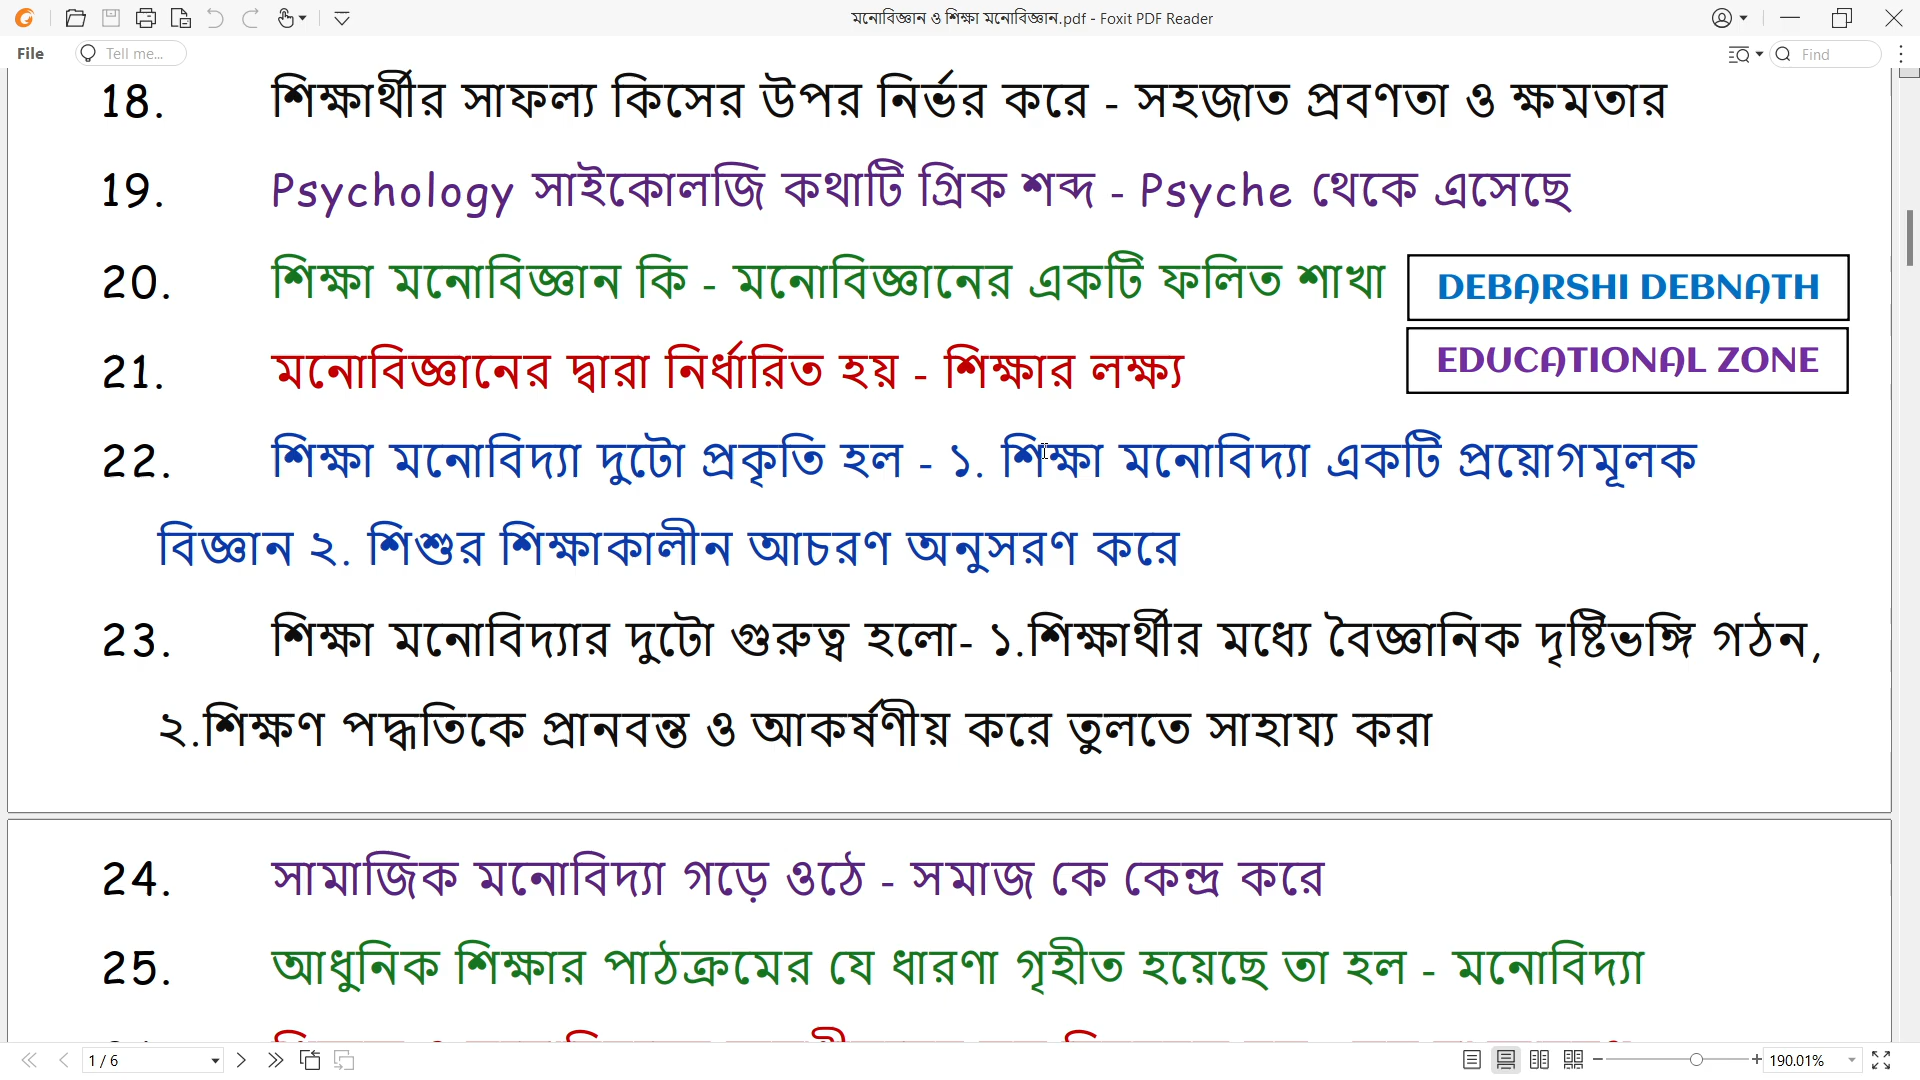 মনোবিজ্ঞান ও শিক্ষা মনোবিজ্ঞান.pdf - Foxit PDF Reader
File
Tell me...
Find
18. শিক্ষার্থীর সাফল্য কিসের উপর নির্ভর করে - সহজাত প্রবণতা ও ক্ষমতার
19. Psychology সাইকোলজি কথাটি গ্রিক শব্দ - Psyche থেকে এসেছে
20. শিক্ষা মনোবিজ্ঞান কি - মনোবিজ্ঞানের একটি ফলিত শাখা
DEBARSHI DEBNATH
EDUCATIONAL ZONE
21. মনোবিজ্ঞানের দ্বারা নির্ধারিত হয় - শিক্ষার লক্ষ্য
22. শিক্ষা মনোবিদ্যা দুটো প্রকৃতি হল - ১. শিক্ষা মনোবিদ্যা একটি প্রয়োগমূলক
বিজ্ঞান ২. শিশুর শিক্ষাকালীন আচরণ অনুসরণ করে
23. শিক্ষা মনোবিদ্যার দুটো গুরুত্ব হলো- ১.শিক্ষার্থীর মধ্যে বৈজ্ঞানিক দৃষ্টিভঙ্গি গঠন,
২.শিক্ষণ পদ্ধতিকে প্রানবন্ত ও আকর্ষণীয় করে তুলতে সাহায্য করা
24. সামাজিক মনোবিদ্যা গড়ে ওঠে - সমাজ কে কেন্দ্র করে
25. আধুনিক শিক্ষার পাঠক্রমের যে ধারণা গৃহীত হয়েছে তা হল - মনোবিদ্যা
1 / 6
190.01%